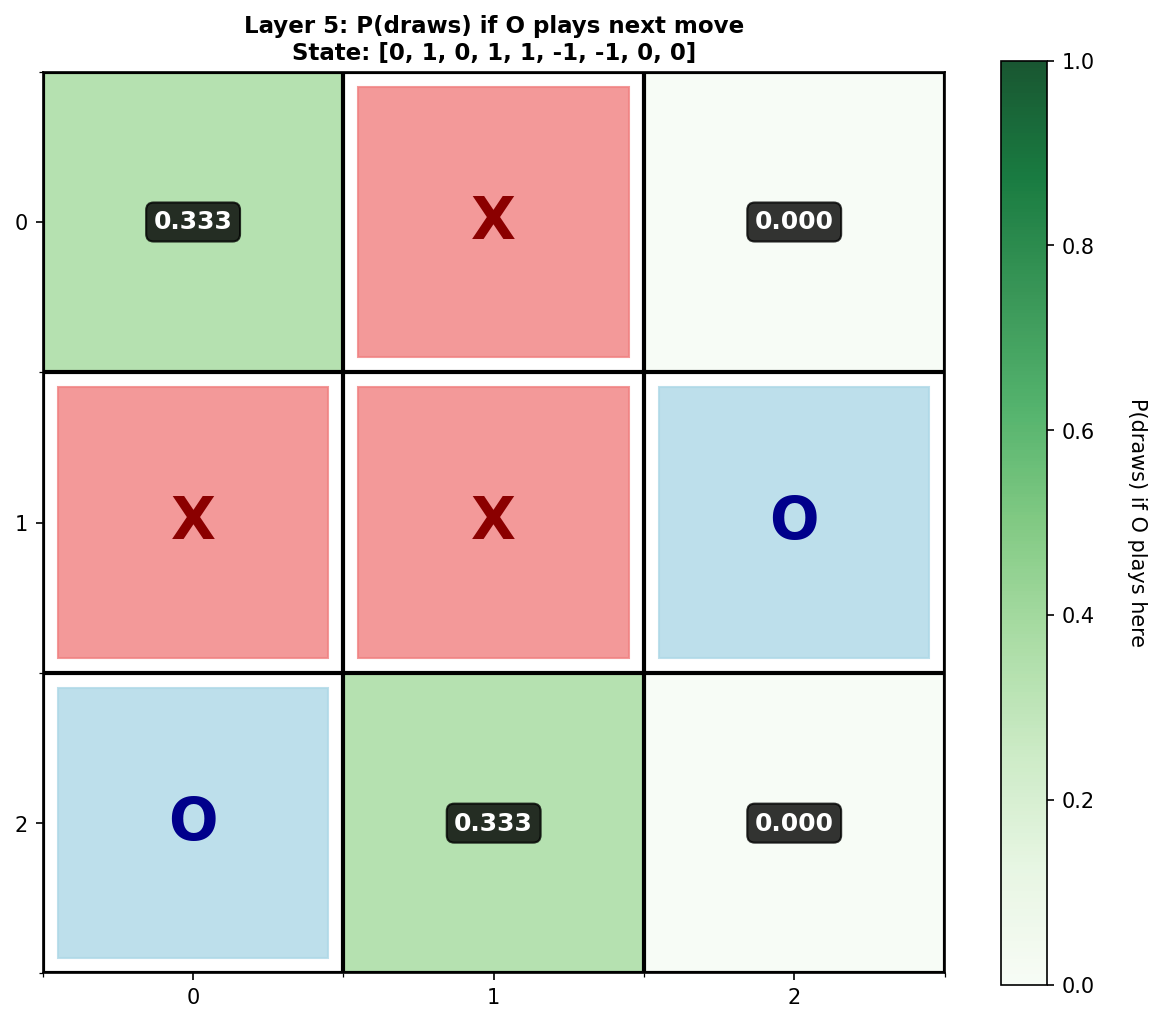 Layer 5: P(draws) if O plays next move
State: [0, 1, 0, 1, 1, -1, -1, 0, 0]
0.333
X
0.000
X
X
O
O
0.333
0.000
0
1
2
0
1
2
1.0
0.8
0.6
0.4
0.2
0.0
P(draws) if O plays here